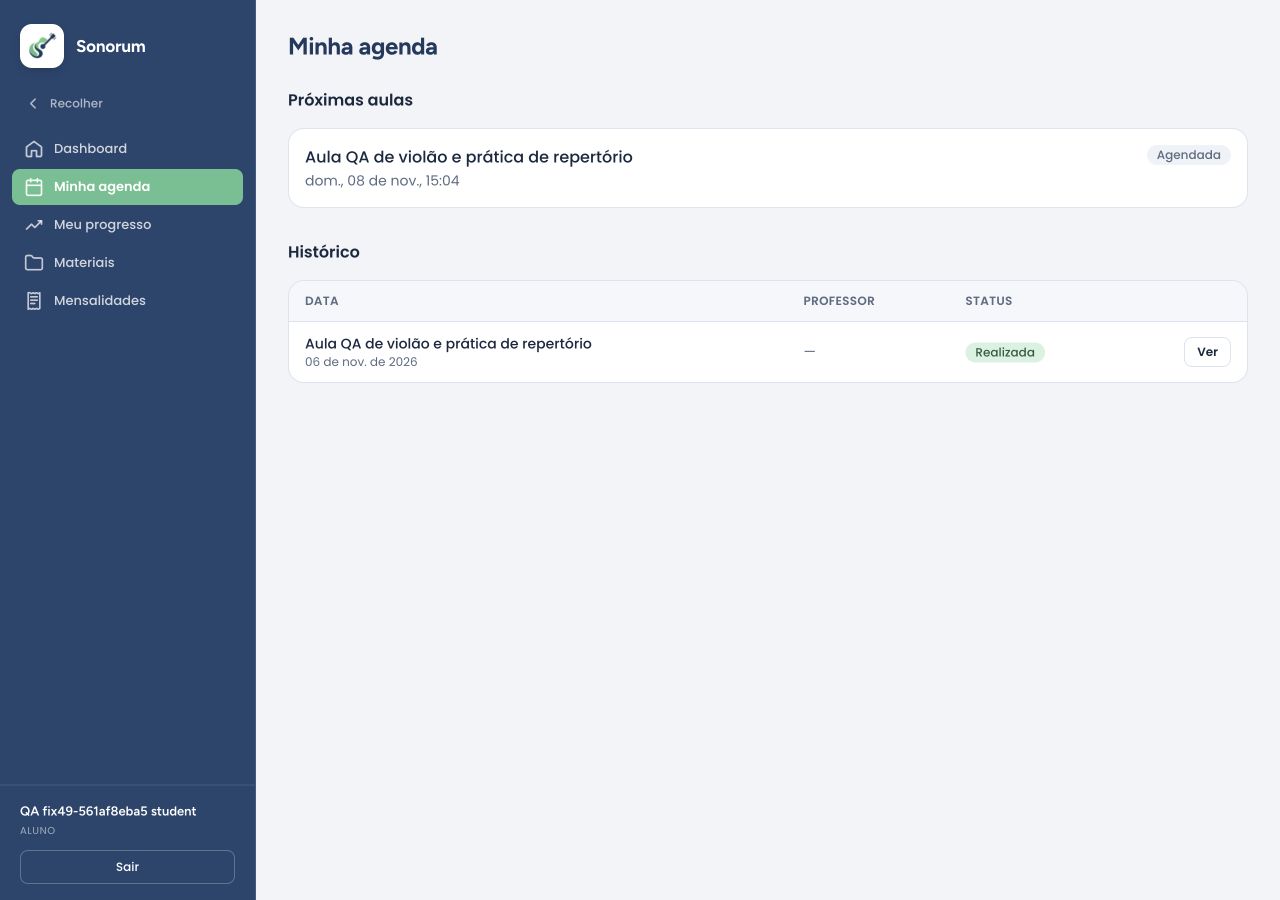 Sonorum
Recolher
Dashboard
Minha agenda
Meu progresso
Materiais
Mensalidades
QA fix49-561af8eba5 student
ALUNO
Sair
Minha agenda
Próximas aulas
Aula QA de violão e prática de repertório
Agendada
dom., 08 de nov., 15:04
Histórico
DATA PROFESSOR STATUS
Aula QA de violão e prática de repertório
06 de nov. de 2026
— Realizada Ver